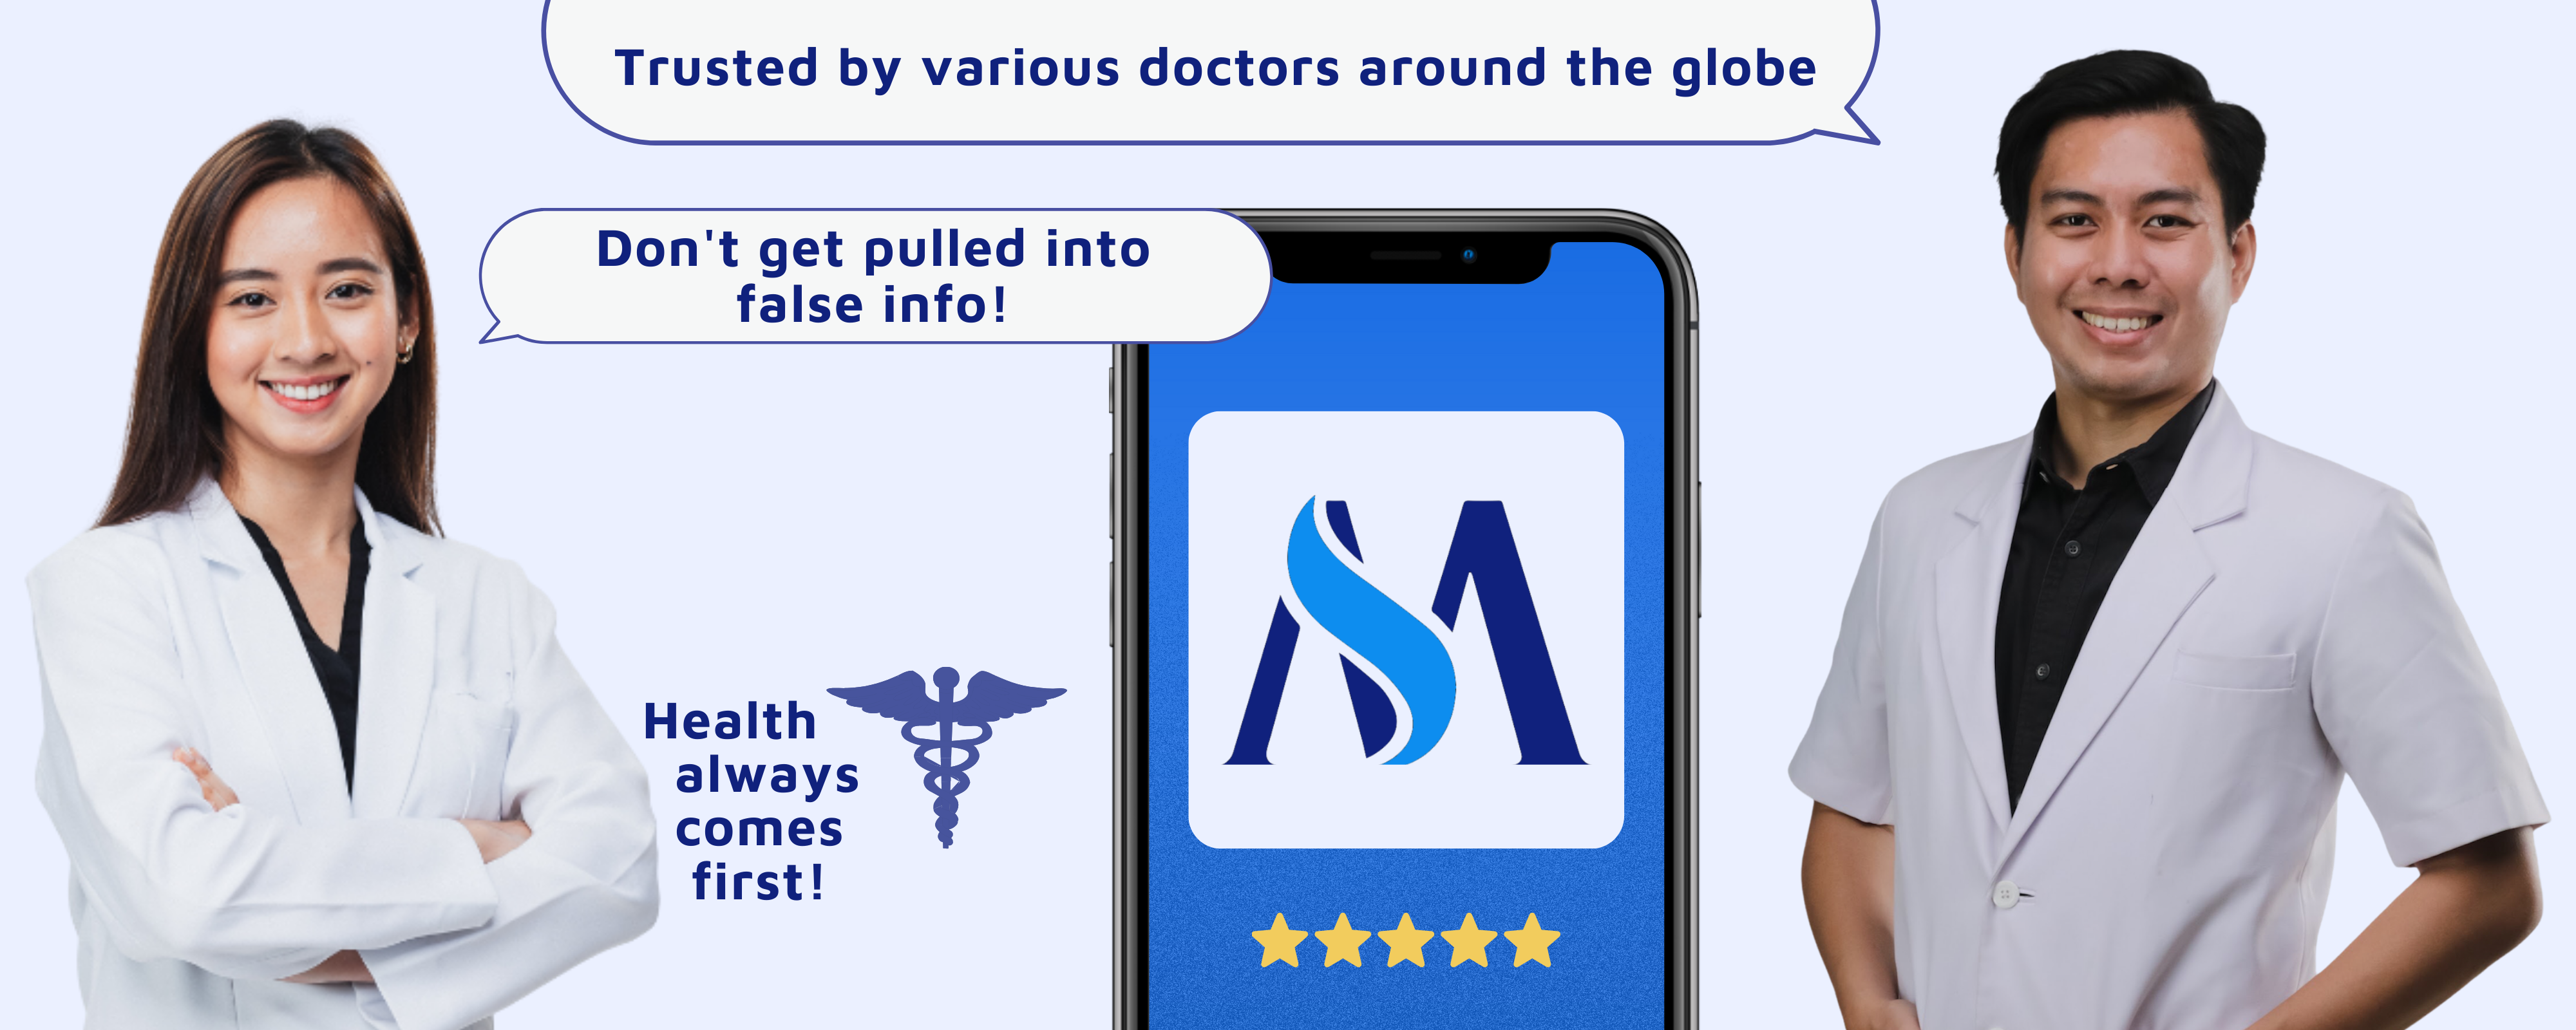 Trusted by various doctors around the globe
Don't get pulled into
false info!
Health
always
comes
first!